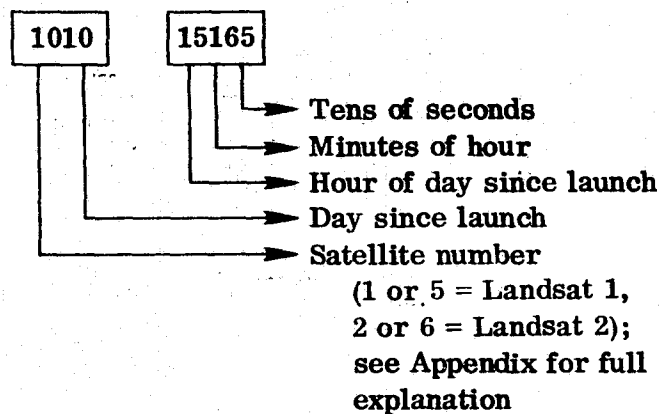 1010 15165
Tens of seconds
Minutes of hour
Hour of day since launch
Day since launch
Satellite number
(1 or 5 = Landsat 1,
2 or 6 = Landsat 2);
see Appendix for full
explanation